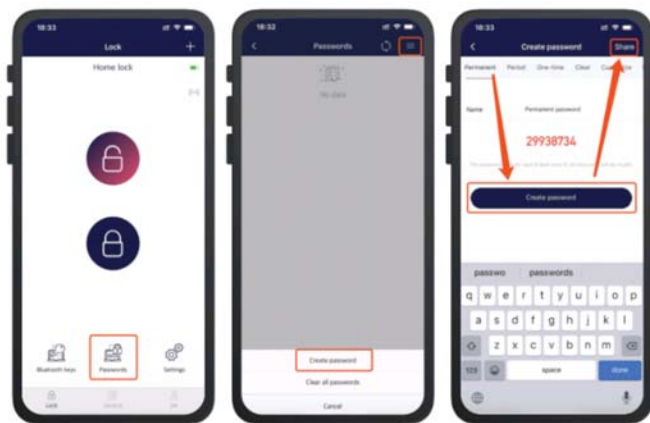 18:33
Lock
+
Home lock
Bluetooth keys
Passwords
Settings
Lock
18:33
Passwords
No data
Create password
Clear all passwords
Cancel
18:33
Create password
Share
Permanent Period One-time Clear
Name Permanent password
29938734
Create password
passwo passwords
q w e r t y u i o p
a s d f g h j k l
z x c v b n m
123 space done